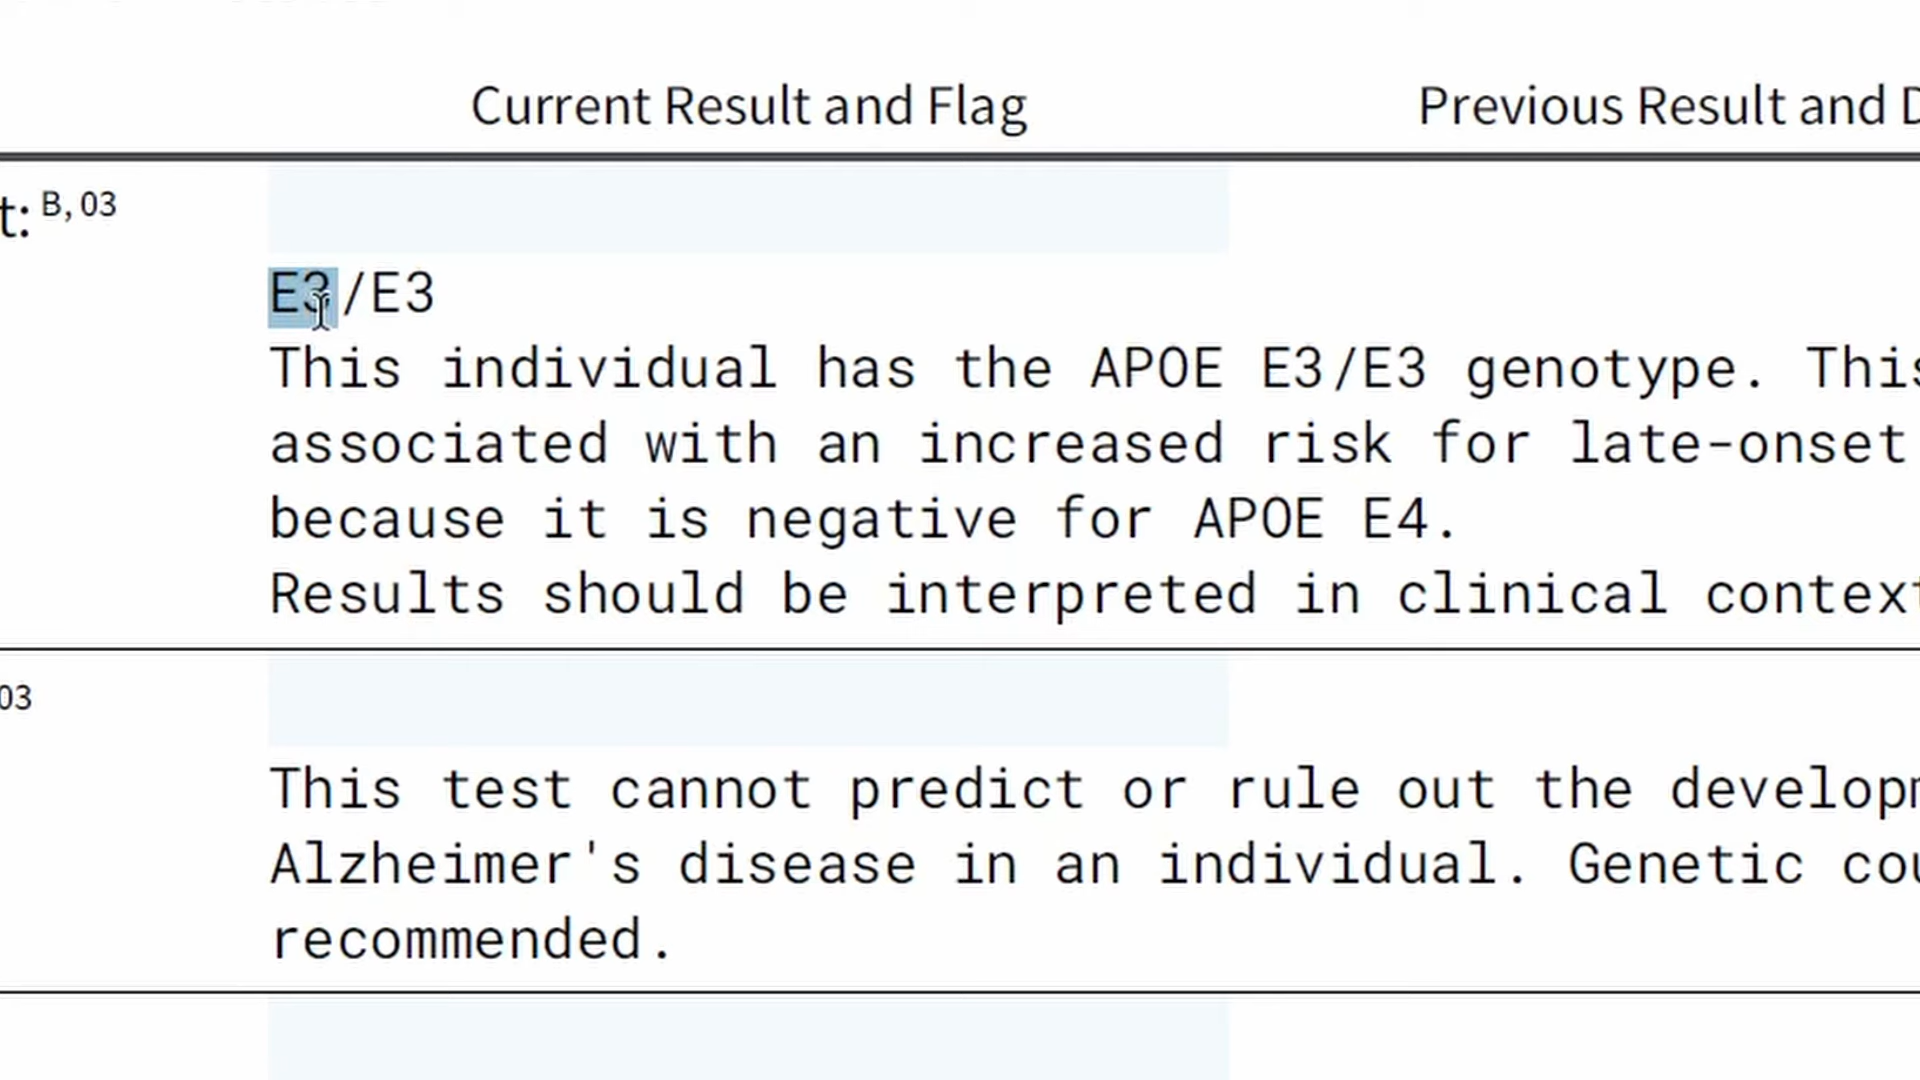 Current Result and Flag Previous Result and D
t: B, 03
E3/E3
This individual has the APOE E3/E3 genotype. This
associated with an increased risk for late-onset
because it is negative for APOE E4.
Results should be interpreted in clinical context
03
This test cannot predict or rule out the developm
Alzheimer's disease in an individual. Genetic cou
recommended.